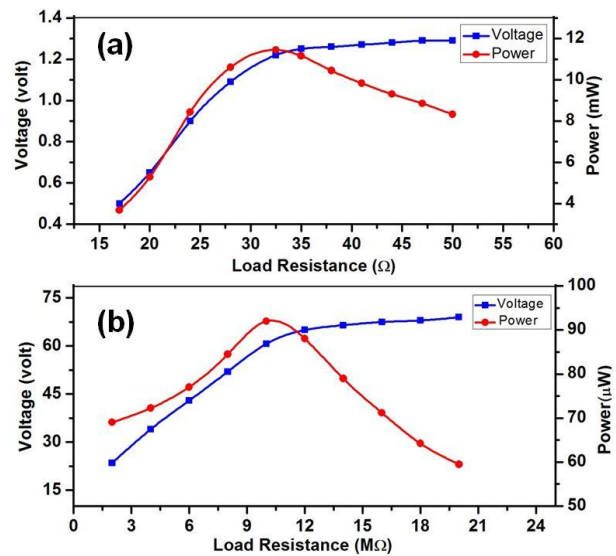 (a)
Voltage
Power
Voltage (volt)
1.4
1.2
1.0
0.8
0.6
0.4
12
10
8
6
4
Power (mW)
15 20 25 30 35 40 45 50 55 60
Load Resistance (Ω)
(b)
Voltage
Power
Voltage (volt)
75
60
45
30
15
100
90
80
70
60
50
Power(μW)
0 3 6 9 12 15 18 21 24
Load Resistance (MΩ)